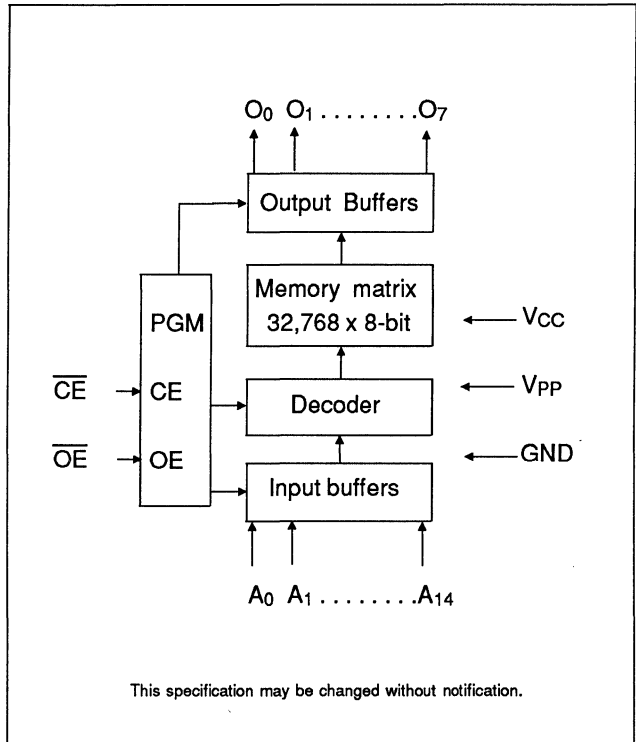 O0 O1 ........ O7
Output Buffers
Memory matrix
32,768 x 8-bit
PGM
VCC
CE
CE
Decoder
VPP
OE
OE
Input buffers
GND
A0 A1 ........ A14
This specification may be changed without notification.